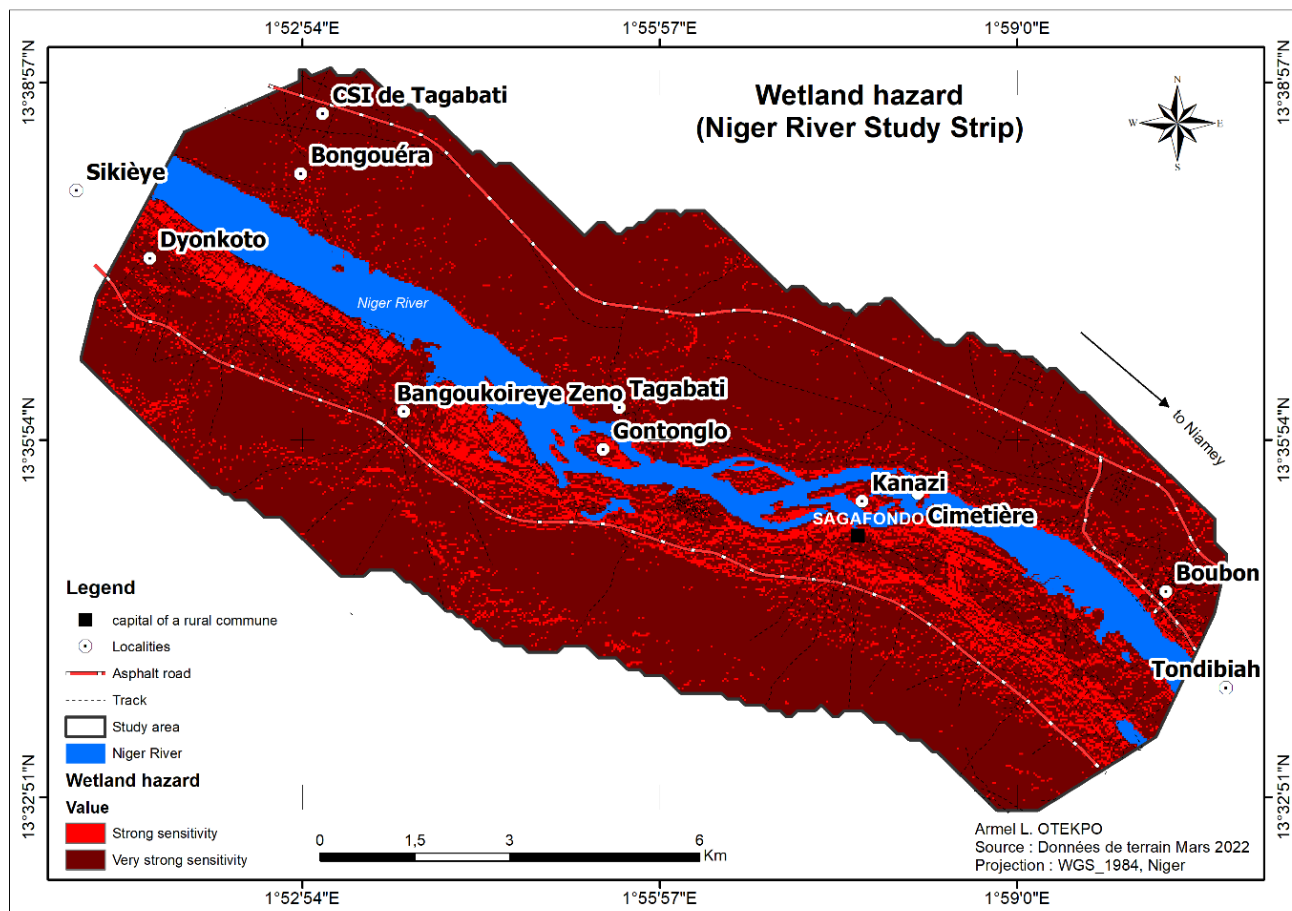 1°52'54"E
1°55'57"E
1°59'0"E
13°38'57"N
13°38'57"N
Wetland hazard
(Niger River Study Strip)
N
W
E
S
CSI de Tagabati
Bongouéra
Sikièye
Dyonkoto
Niger River
Bangoukoireye Zeno
Tagabati
Gontonglo
to Niamey
13°35'54"N
13°35'54"N
Kanazi
SAGAFONDO
Cimetière
Boubon
Tondibiah
Legend
capital of a rural commune
Localities
Asphalt road
Track
Study area
Niger River
Wetland hazard
Value
Strong sensitivity
Very strong sensitivity
0
1,5
3
6
Km
Armel L. OTEKPO
Source : Données de terrain Mars 2022
Projection : WGS_1984, Niger
13°32'51"N
13°32'51"N
1°52'54"E
1°55'57"E
1°59'0"E